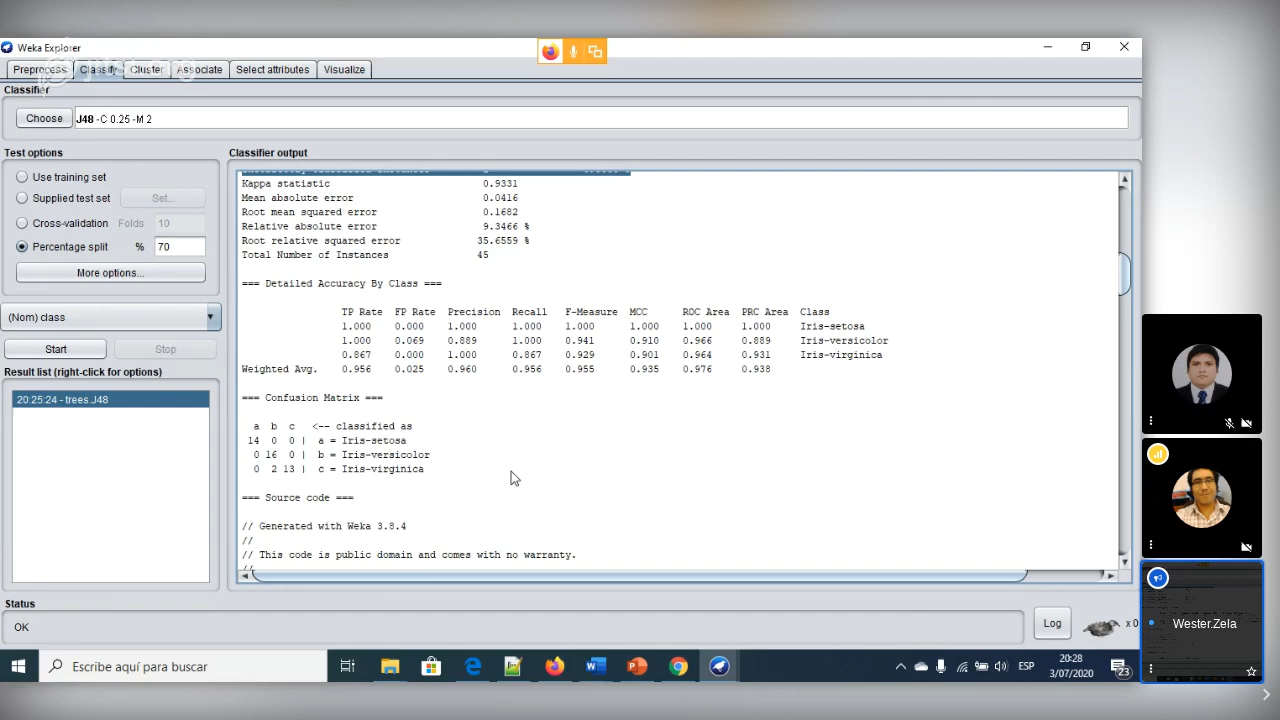 Weka Explorer
Preprocess Classify Cluster Associate Select attributes Visualize
Classifier
Choose J48 -C 0.25 -M 2
Test options
Use training set
Supplied test set Set...
Cross-validation Folds 10
Percentage split % 70
More options...
(Nom) class
Start Stop
Result list (right-click for options)
20:25:24 - trees.J48
Classifier output
Kappa statistic 0.9331
Mean absolute error 0.0416
Root mean squared error 0.1682
Relative absolute error 9.3466 %
Root relative squared error 35.6559 %
Total Number of Instances 45
=== Detailed Accuracy By Class ===
TP Rate FP Rate Precision Recall F-Measure MCC ROC Area PRC Area Class
1.000 0.000 1.000 1.000 1.000 1.000 1.000 1.000 Iris-setosa
1.000 0.069 0.889 1.000 0.941 0.910 0.966 0.889 Iris-versicolor
0.867 0.000 1.000 0.867 0.929 0.901 0.964 0.931 Iris-virginica
Weighted Avg. 0.956 0.025 0.960 0.956 0.955 0.935 0.976 0.938
=== Confusion Matrix ===
a b c <-- classified as
14 0 0 | a = Iris-setosa
0 16 0 | b = Iris-versicolor
0 2 13 | c = Iris-virginica
=== Source code ===
// Generated with Weka 3.8.4
//
// This code is public domain and comes with no warranty.
//
Status
OK
Log x 0
Wester.Zela
Escribe aquí para buscar
ESP
20:28
3/07/2020
23